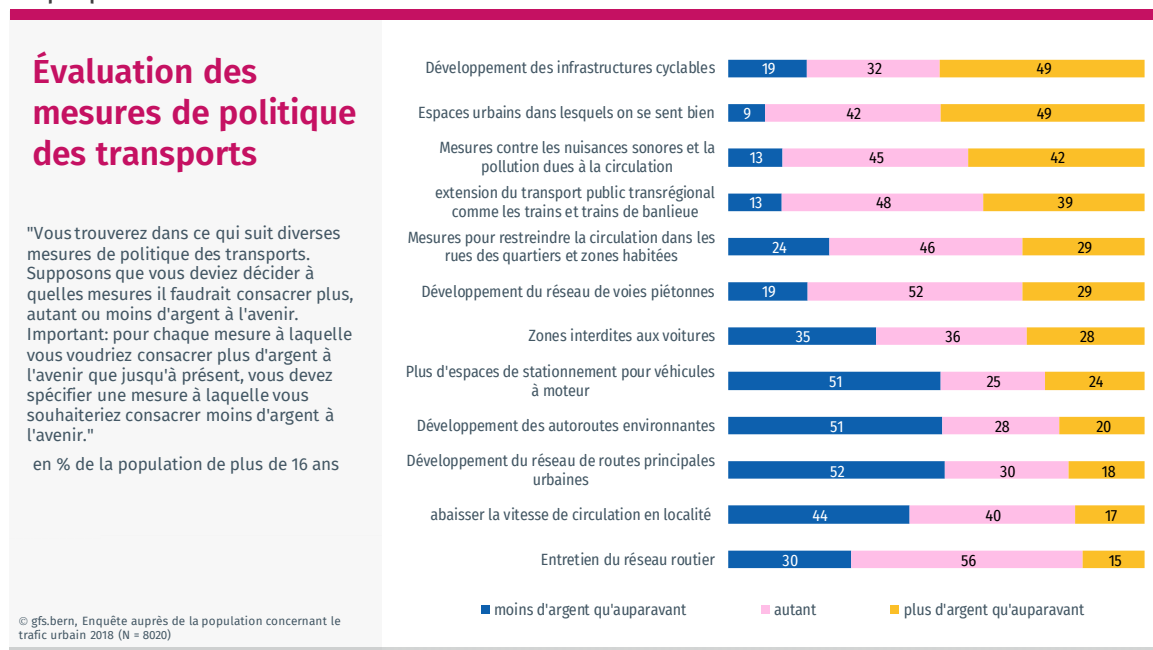 Évaluation des
mesures de politique
des transports
"Vous trouverez dans ce qui suit diverses
mesures de politique des transports.
Supposons que vous deviez décider à
quelles mesures il faudrait consacrer plus,
autant ou moins d'argent à l'avenir.
Important: pour chaque mesure à laquelle
vous voudriez consacrer plus d'argent à
l'avenir que jusqu'à présent, vous devez
spécifier une mesure à laquelle vous
souhaiteriez consacrer moins d'argent à
l'avenir."
en % de la population de plus de 16 ans
© gfs.bern, Enquête auprès de la population concernant le
trafic urbain 2018 (N = 8020)
Développement des infrastructures cyclables 19 32 49
Espaces urbains dans lesquels on se sent bien 9 42 49
Mesures contre les nuisances sonores et la
pollution dues à la circulation 13 45 42
extension du transport public transrégional
comme les trains et trains de banlieue 13 48 39
Mesures pour restreindre la circulation dans les
rues des quartiers et zones habitées 24 46 29
Développement du réseau de voies piétonnes 19 52 29
Zones interdites aux voitures 35 36 28
Plus d'espaces de stationnement pour véhicules
à moteur 51 25 24
Développement des autoroutes environnantes 51 28 20
Développement du réseau de routes principales
urbaines 52 30 18
abaisser la vitesse de circulation en localité 44 40 17
Entretien du réseau routier 30 56 15
moins d'argent qu'auparavant autant plus d'argent qu'auparavant